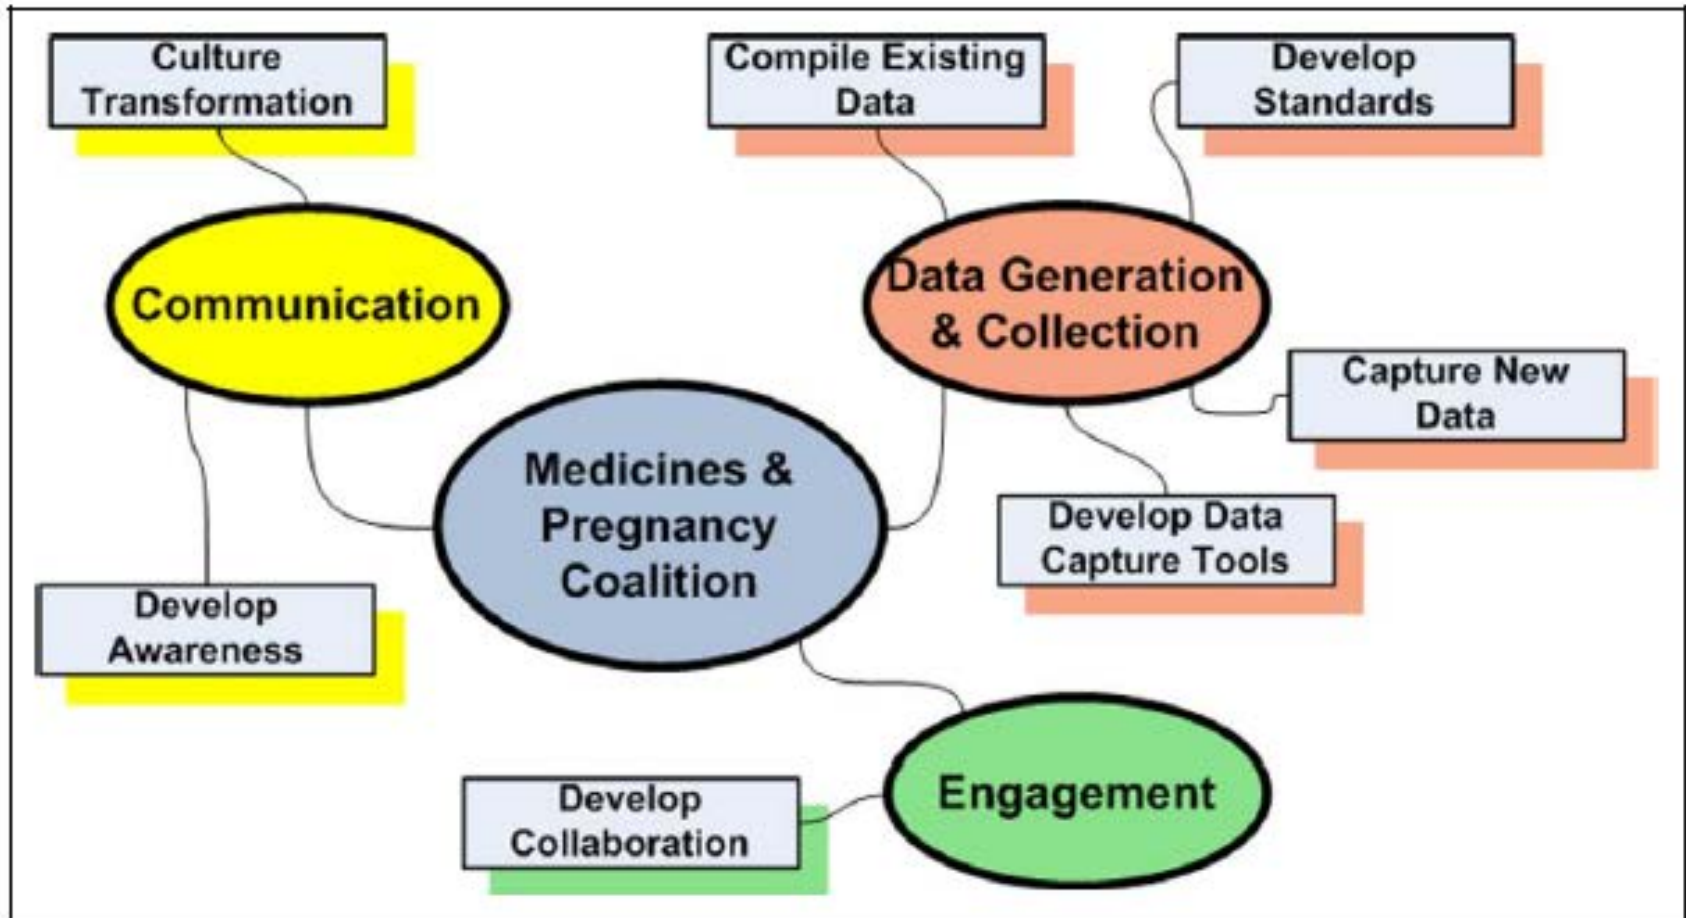 Culture
Transformation
Compile Existing
Data
Develop
Standards
Communication
Data Generation
& Collection
Capture New
Data
Medicines &
Pregnancy
Coalition
Develop Data
Capture Tools
Develop
Awareness
Develop
Collaboration
Engagement